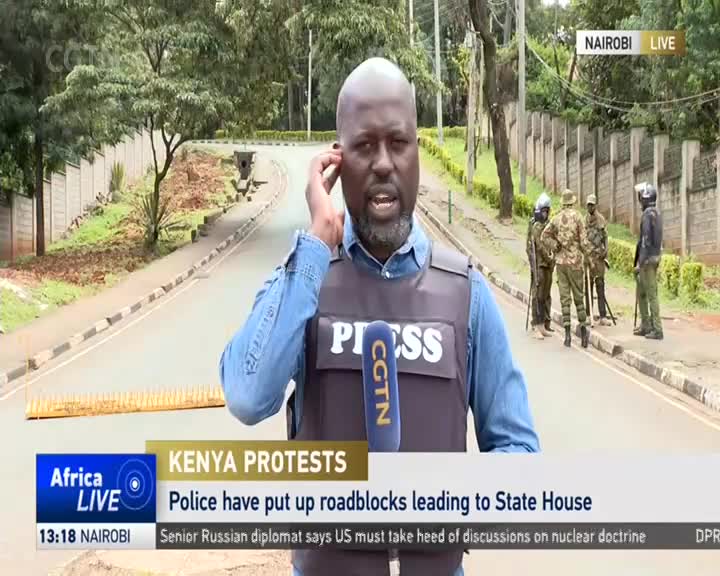 CGTN
NAIROBI LIVE
PRESS
CGTN
KENYA PROTESTS
Africa LIVE
Police have put up roadblocks leading to State House
13:18 NAIROBI
Senior Russian diplomat says US must take heed of discussions on nuclear doctrine
DPR